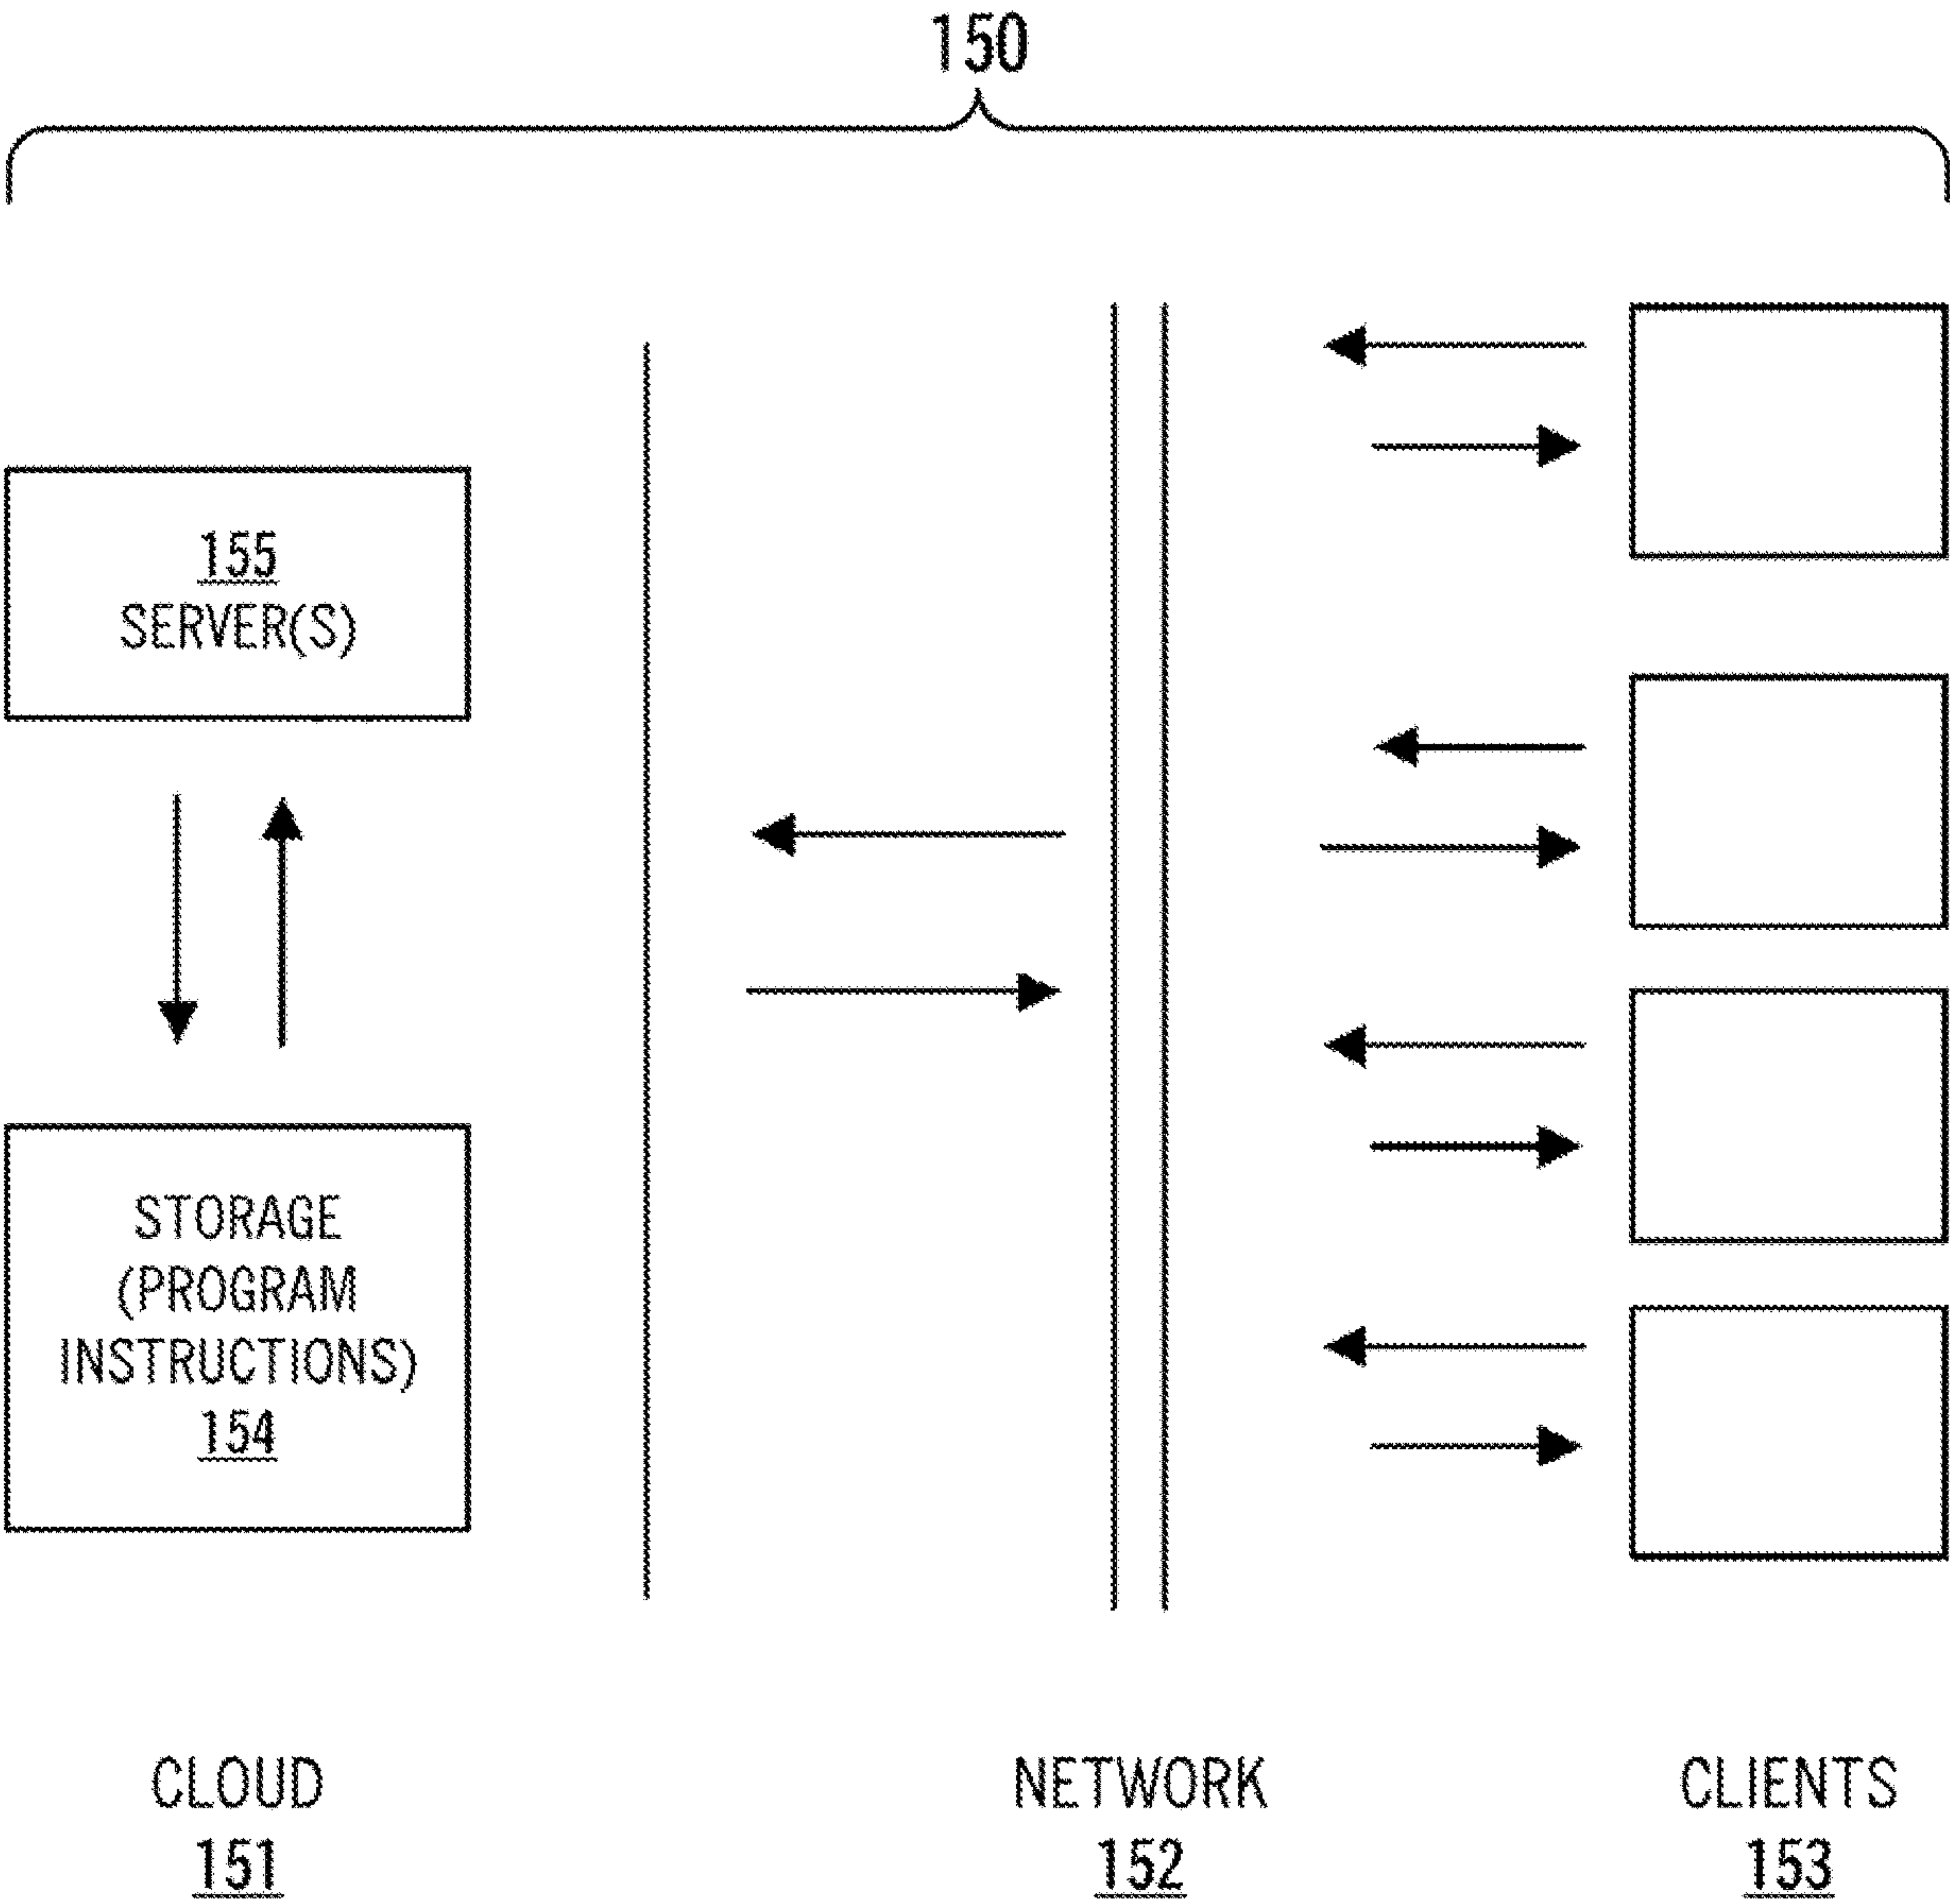 150
155
SERVER(S)
STORAGE
(PROGRAM
INSTRUCTIONS)
154
CLOUD
151
NETWORK
152
CLIENTS
153